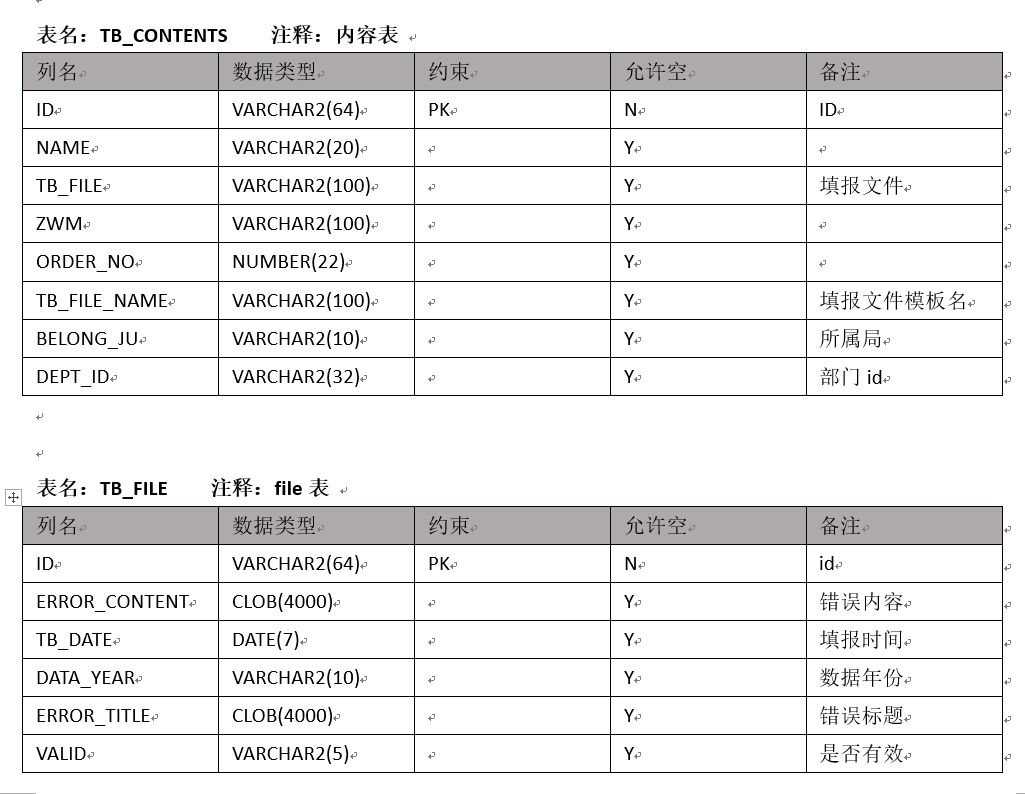 表名：TB_CONTENTS 注释：内容表
列名 数据类型 约束 允许空 备注
ID VARCHAR2(64) PK N ID
NAME VARCHAR2(20) Y
TB_FILE VARCHAR2(100) Y 填报文件
ZWM VARCHAR2(100) Y
ORDER_NO NUMBER(22) Y
TB_FILE_NAME VARCHAR2(100) Y 填报文件模板名
BELONG_JU VARCHAR2(10) Y 所属局
DEPT_ID VARCHAR2(32) Y 部门 id
表名：TB_FILE 注释：file 表
列名 数据类型 约束 允许空 备注
ID VARCHAR2(64) PK N id
ERROR_CONTENT CLOB(4000) Y 错误内容
TB_DATE DATE(7) Y 填报时间
DATA_YEAR VARCHAR2(10) Y 数据年份
ERROR_TITLE CLOB(4000) Y 错误标题
VALID VARCHAR2(5) Y 是否有效